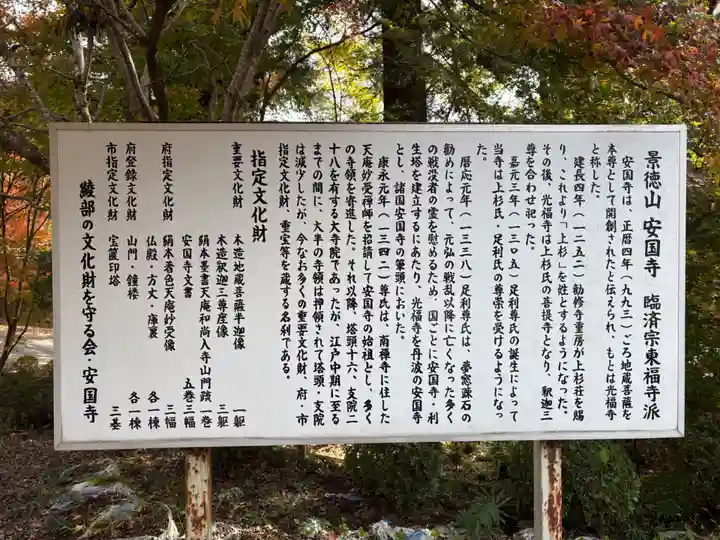 景徳山 安国寺 臨済宗東福寺派
安国寺は、正暦四年(九九三)ごろ地蔵菩薩を
本尊として開創されたと伝えられ、もとは光福寺
と称した。
建長四年(一二五二)勧修寺重房が上杉荘を賜
り、これより「上杉」を姓とするようになった。
その後、光福寺は上杉氏の菩提寺となり、釈迦三
尊を合わせ祀った。
嘉元三年(一三〇五)足利尊氏の誕生によって
当寺は上杉氏・足利氏の尊崇を受けるようになっ
た。
暦応元年(一三三八)足利尊氏は、夢窓疎石の
勧めによって、元弘の戦乱以降に亡くなった多く
の戦没者の霊を慰めるため、国ごとに安国寺・利
生塔を建立するにあたり、光福寺を丹波の安国寺
とし、諸国安国寺の筆頭においた。
康永元年(一三四二)尊氏は、南禅寺に住した
天庵妙受禅師を招請して安国寺の始祖とし、多く
の寺領を寄進した。それ以降、塔頭十六、支院二
十八を有する大寺院であったが、江戸中期に至る
までの間に、大半の寺領は押領されて塔頭・支院
は減少したが、今なお多くの重要文化財、府・市
指定文化財、重宝等を蔵する名刹である。
指定文化財
重要文化財 木造地蔵菩薩半迦像 一躯
木造釈迦三尊座像 三躯
絹本墨書天庵和尚入寺山門疏 一巻
安国寺文書 五巻三幅
府指定文化財 絹本着色天庵妙受像 三幅
府登録文化財 仏殿・方丈・庫裏 各一棟
山門・鐘楼 各一棟
市指定文化財 宝篋印塔 三基
綾部の文化財を守る会・安国寺